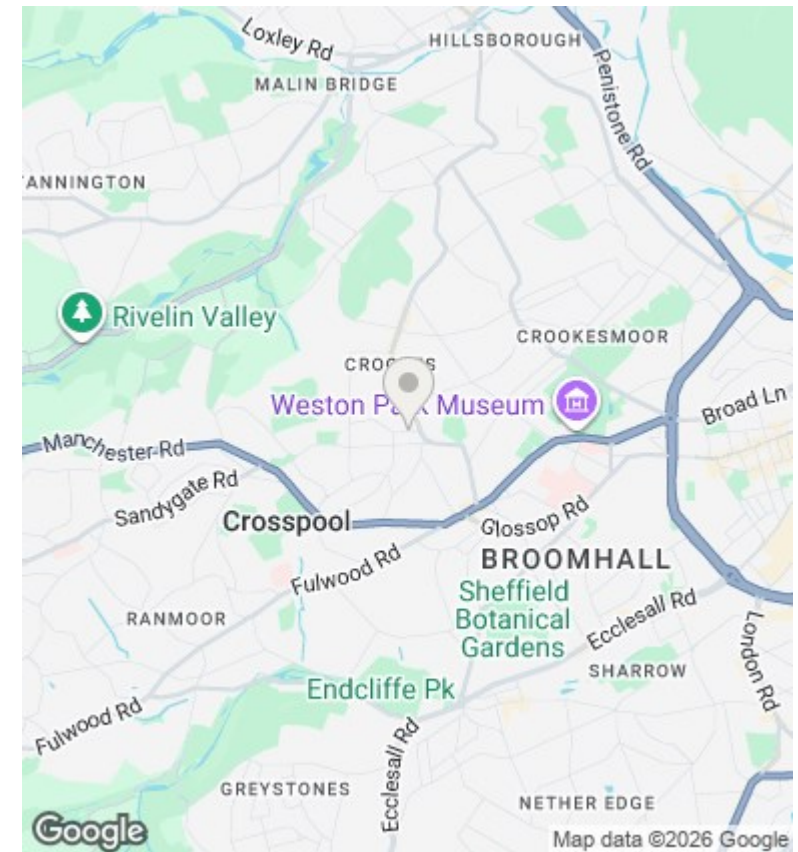 Loxley Rd
HILLSBOROUGH
MALIN BRIDGE
Penistone Rd
TANNINGTON
Rivelin Valley
CROOKESMOOR
Weston Park Museum
Broad Ln
Manchester Rd
Sandygate Rd
Crosspool
Glossop Rd
Fulwood Rd
BROOMHALL
Sheffield
Botanical
Gardens
Ecclesall Rd
RANMOOR
SHARROW
London Rd
Endcliffe Pk
Fulwood Rd
Ecclesall Rd
GREYSTONES
NETHER EDGE
Google
Map data ©2026 Google